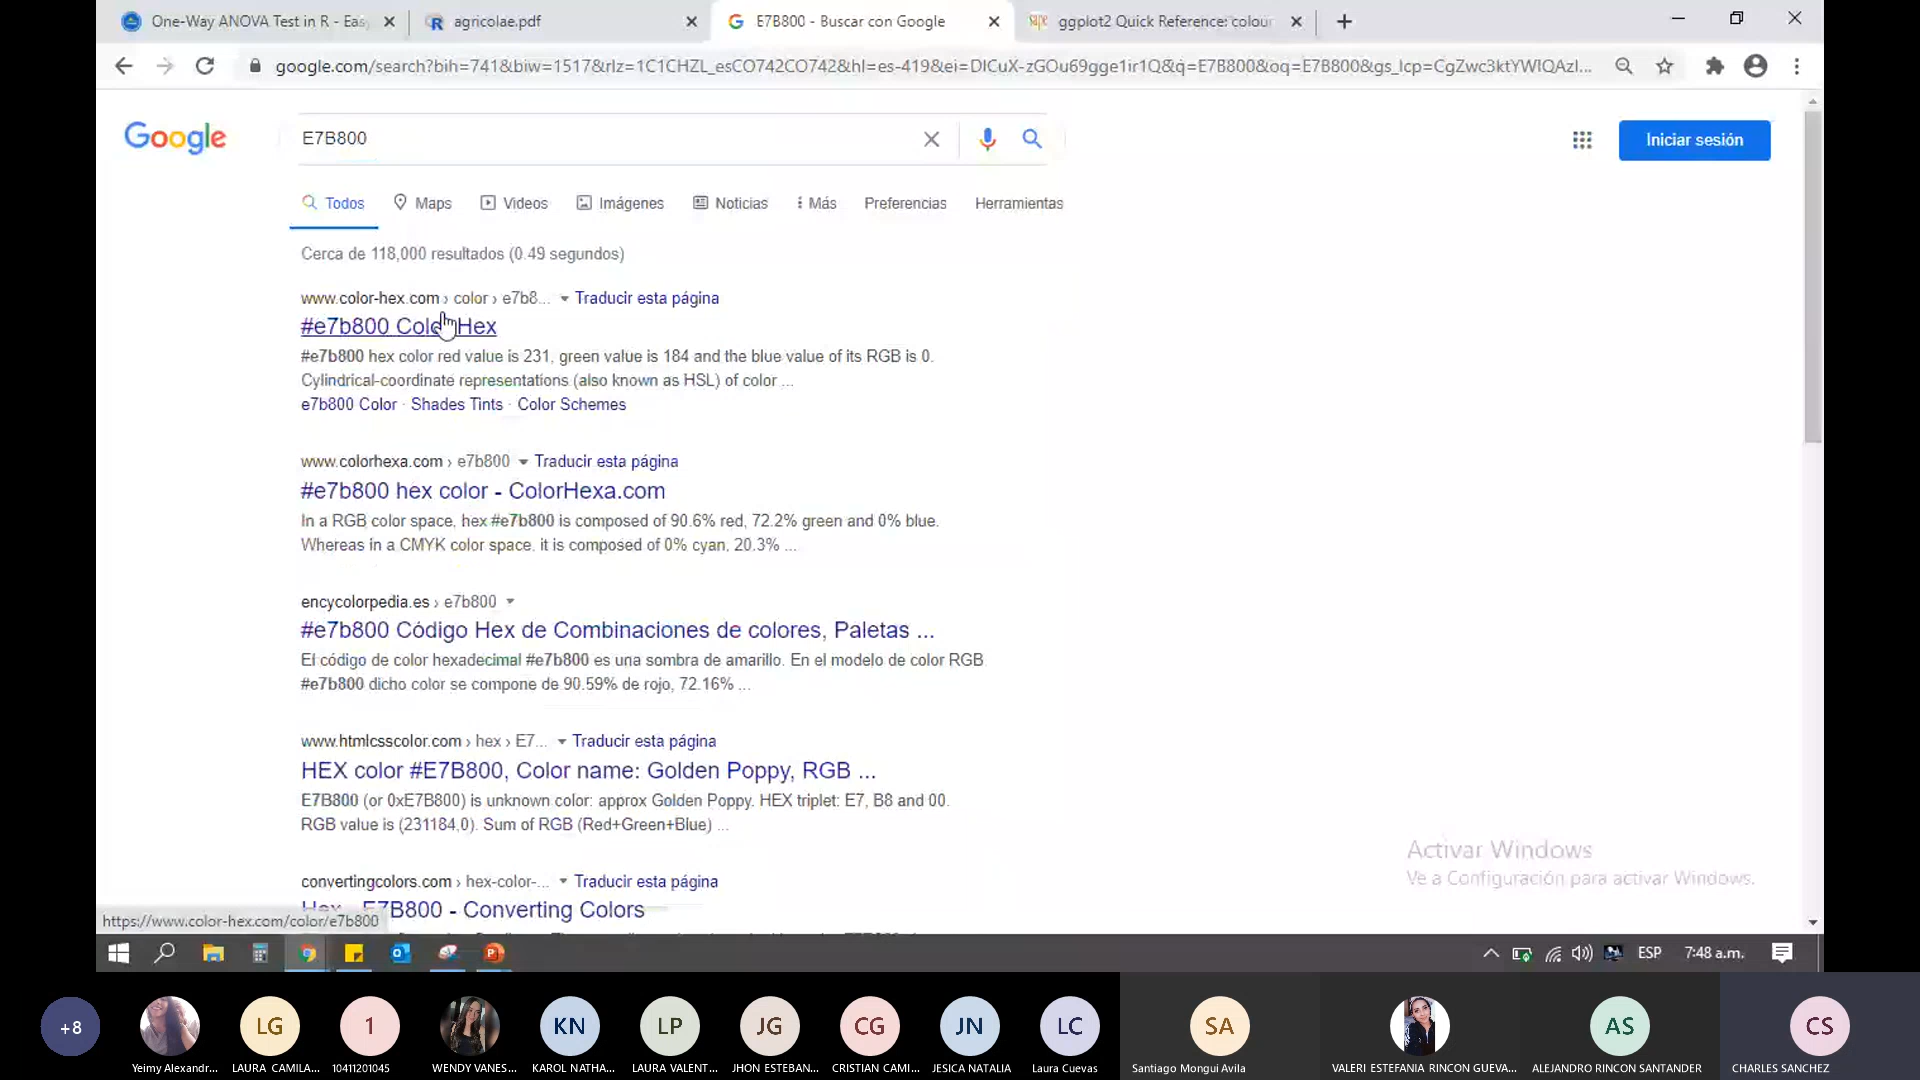 One-Way ANOVA Test in R - Eas
agricolae.pdf
E7B800 - Buscar con Google
ggplot2 Quick Reference: colour
google.com/search?bih=741&biw=1517&rlz=1C1CHZL_esCO742CO742&hl=es-419&ei=DICuX-zGOu69gge1ir1Q&q=E7B800&oq=E7B800&gs_lcp=CgZwc3ktYWIQAzI...
Google
E7B800
Iniciar sesión
Todos
Maps
Videos
Imágenes
Noticias
Más
Preferencias
Herramientas
Cerca de 118,000 resultados (0.49 segundos)
www.color-hex.com › color › e7b8... Traducir esta página
#e7b800 Color Hex
#e7b800 hex color red value is 231, green value is 184 and the blue value of its RGB is 0.
Cylindrical-coordinate representations (also known as HSL) of color ...
e7b800 Color · Shades Tints · Color Schemes
www.colorhexa.com › e7b800 Traducir esta página
#e7b800 hex color - ColorHexa.com
In a RGB color space, hex #e7b800 is composed of 90.6% red, 72.2% green and 0% blue.
Whereas in a CMYK color space, it is composed of 0% cyan, 20.3% ...
encycolorpedia.es › e7b800
#e7b800 Código Hex de Combinaciones de colores, Paletas ...
El código de color hexadecimal #e7b800 es una sombra de amarillo. En el modelo de color RGB
#e7b800 dicho color se compone de 90.59% de rojo, 72.16% ...
www.htmlcsscolor.com › hex › E7... Traducir esta página
HEX color #E7B800, Color name: Golden Poppy, RGB ...
E7B800 (or 0xE7B800) is unknown color: approx Golden Poppy. HEX triplet: E7, B8 and 00.
RGB value is (231184,0). Sum of RGB (Red+Green+Blue) ...
convertingcolors.com › hex-color-... Traducir esta página
Hex - E7B800 - Converting Colors
Activar Windows
Ve a Configuración para activar Windows.
https://www.color-hex.com/color/e7b800
ESP
7:48 a.m.
+8
LG
1
KN
LP
JG
CG
JN
LC
SA
AS
CS
Yeimy Alexandr...
LAURA CAMILA...
10411201045
WENDY VANES...
KAROL NATHA...
LAURA VALENT...
JHON ESTEBAN...
CRISTIAN CAMI...
JESICA NATALIA
Laura Cuevas
Santiago Mongui Avila
VALERI ESTEFANIA RINCON GUEVA...
ALEJANDRO RINCON SANTANDER
CHARLES SANCHEZ